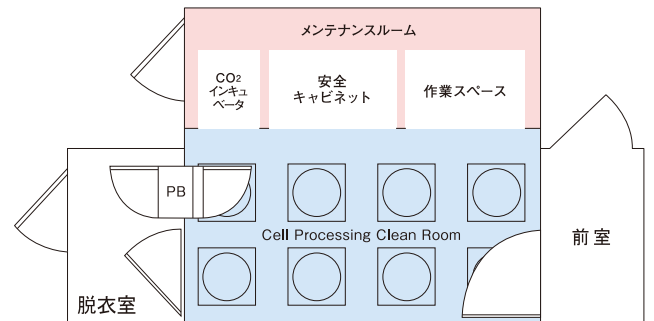 メンテナンスルーム
CO₂
インキュ
ベータ
安全
キャビネット
作業スペース
PB
Cell Processing Clean Room
前室
脱衣室